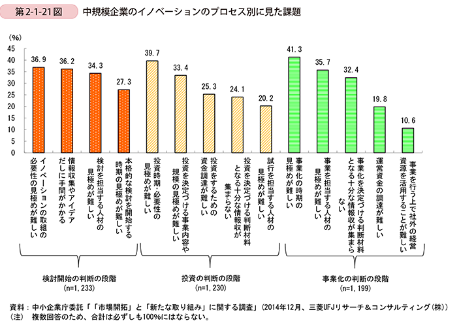 第2-1-21図 中規模企業のイノベーションのプロセス別に見た課題
(%)
45
40
35
30
25
20
15
10
5
0
36.9
36.2
34.3
27.3
39.7
33.4
25.3
24.1
20.2
41.3
35.7
32.4
19.8
10.6
イノベーションの取組の
必要性の見極めが難しい
情報収集やアイデア
だしに手間がかかる
検討を担当する人材の
見極めが難しい
本格的な検討を開始する
時期の見極めが難しい
投資時期・必要性の
見極めが難しい
投資を決定づける事業内容や
規模の見極めが難しい
投資をするための
資金調達が難しい
投資を決定づける判断材料
となる十分な情報収が
集まらない
試行を担当する人材の
見極めが難しい
事業化の時期の
見極めが難しい
事業を担当する人材の
見極めが難しい
事業化を決定づける判断材料
となる十分な情報収が集まら
ない
運営資金の調達が難しい
事業を行う上で社外の経営
資源を活用することが難しい
検討開始の判断の段階
(n=1,233)
投資の判断の段階
(n=1,230)
事業化の判断の段階
(n=1,199)
資料：中小企業庁委託「「市場開拓」と「新たな取り組み」に関する調査」（2014年12月、三菱UFJリサーチ＆コンサルティング（株））
（注） 複数回答のため、合計は必ずしも100%にはならない。